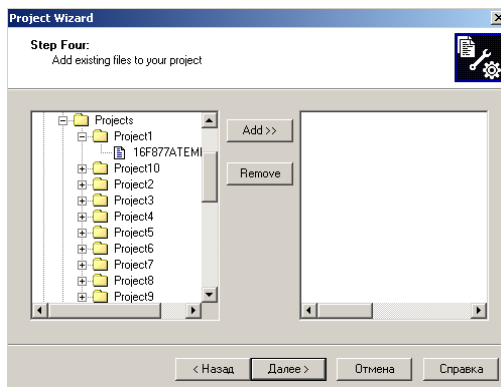 Project Wizard
Step Four:
Add existing files to your project
Projects
Project1
16F877ATEMI
Project10
Project2
Project3
Project4
Project5
Project6
Project7
Project8
Project9
Add >>
Remove
< Назад
Далее >
Отмена
Справка